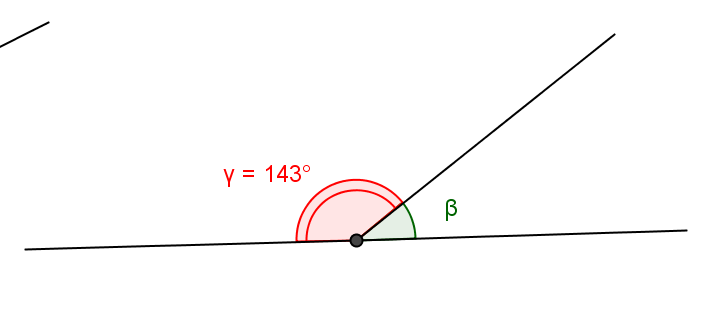 γ = 143°
β